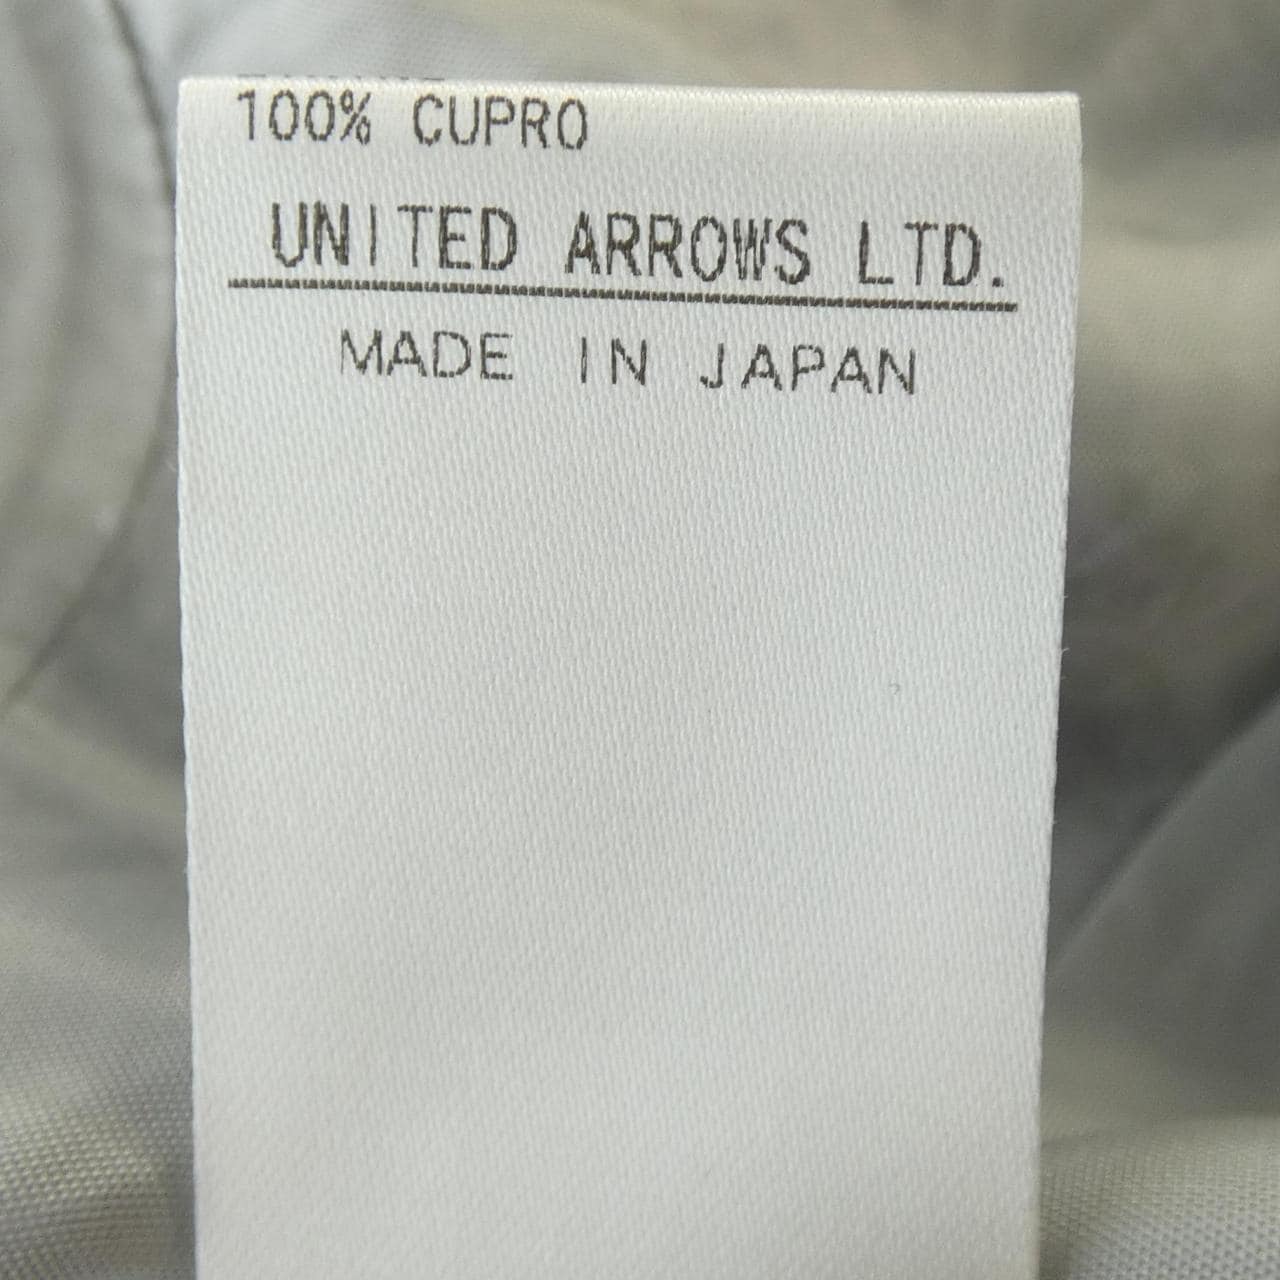 100% CUPRO
UNITED ARROWS LTD.
MADE IN JAPAN